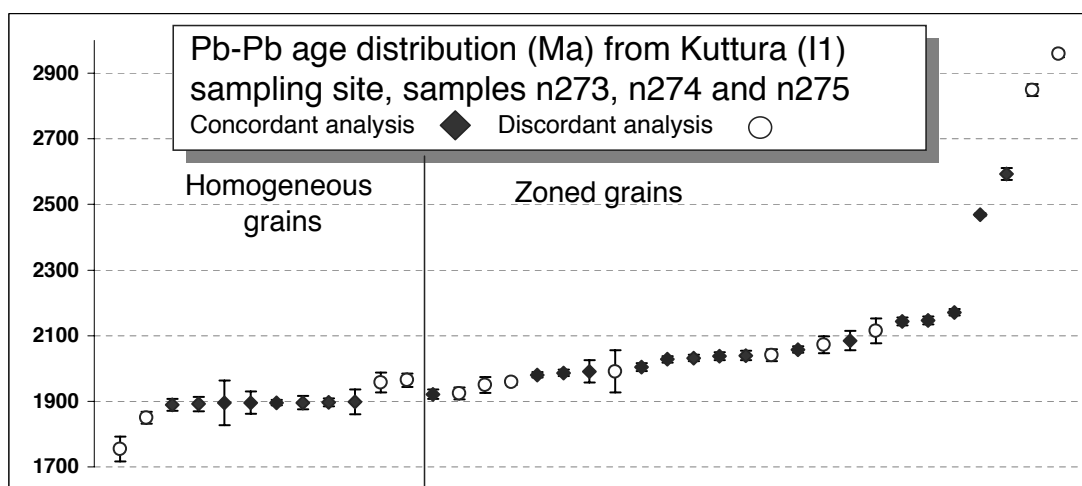 Pb-Pb age distribution (Ma) from Kuttura (I1)
sampling site, samples n273, n274 and n275
Concordant analysis Discordant analysis
Homogeneous
grains
Zoned grains
2900
2700
2500
2300
2100
1900
1700